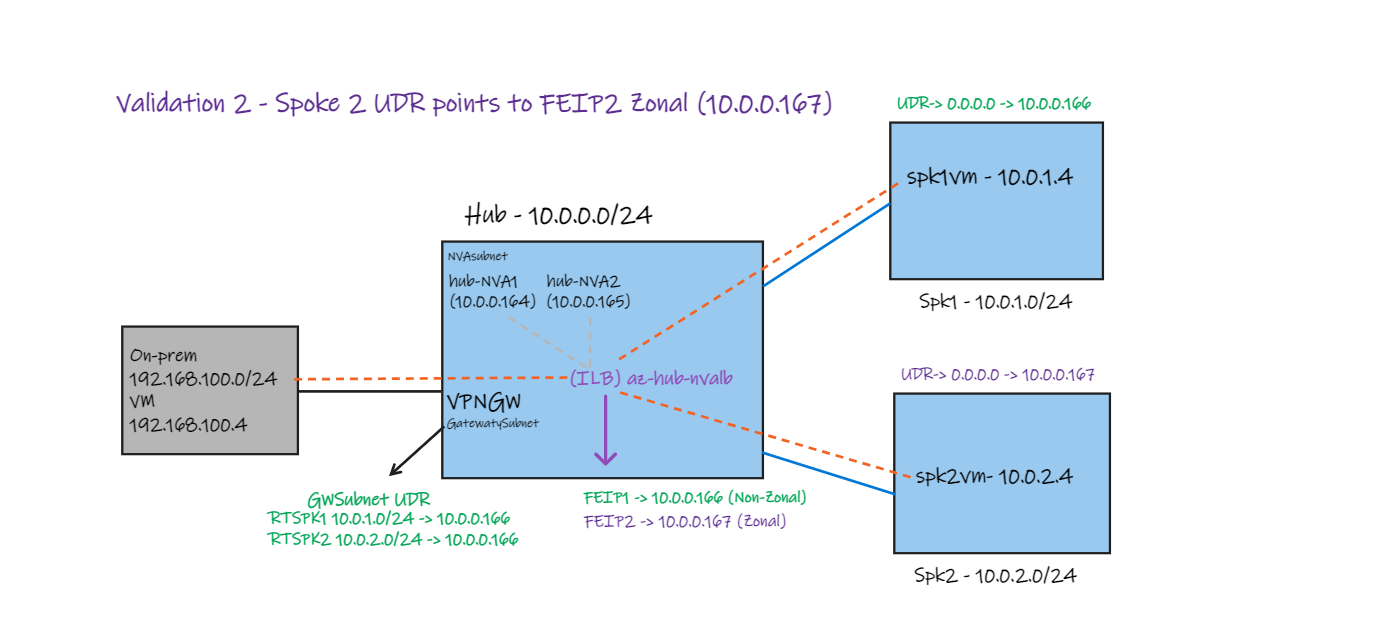 Validation 2 - Spoke 2 UDR points to FEIP2 Zonal (10.0.0.167)
UDR-> 0.0.0.0 -> 10.0.0.166
spk1vm - 10.0.1.4
Spk1 - 10.0.1.0/24
Hub - 10.0.0.0/24
NVAsubnet
hub-NVA1
(10.0.0.164)
hub-NVA2
(10.0.0.165)
(ILB) az-hub-nvalb
VPNGW
GatewatySubnet
On-prem
192.168.100.0/24
VM
192.168.100.4
GWSubnet UDR
RTSPK1 10.0.1.0/24 -> 10.0.0.166
RTSPK2 10.0.2.0/24 -> 10.0.0.166
FEIP1 -> 10.0.0.166 (Non-Zonal)
FEIP2 -> 10.0.0.167 (Zonal)
UDR-> 0.0.0.0 -> 10.0.0.167
spk2vm- 10.0.2.4
Spk2 - 10.0.2.0/24